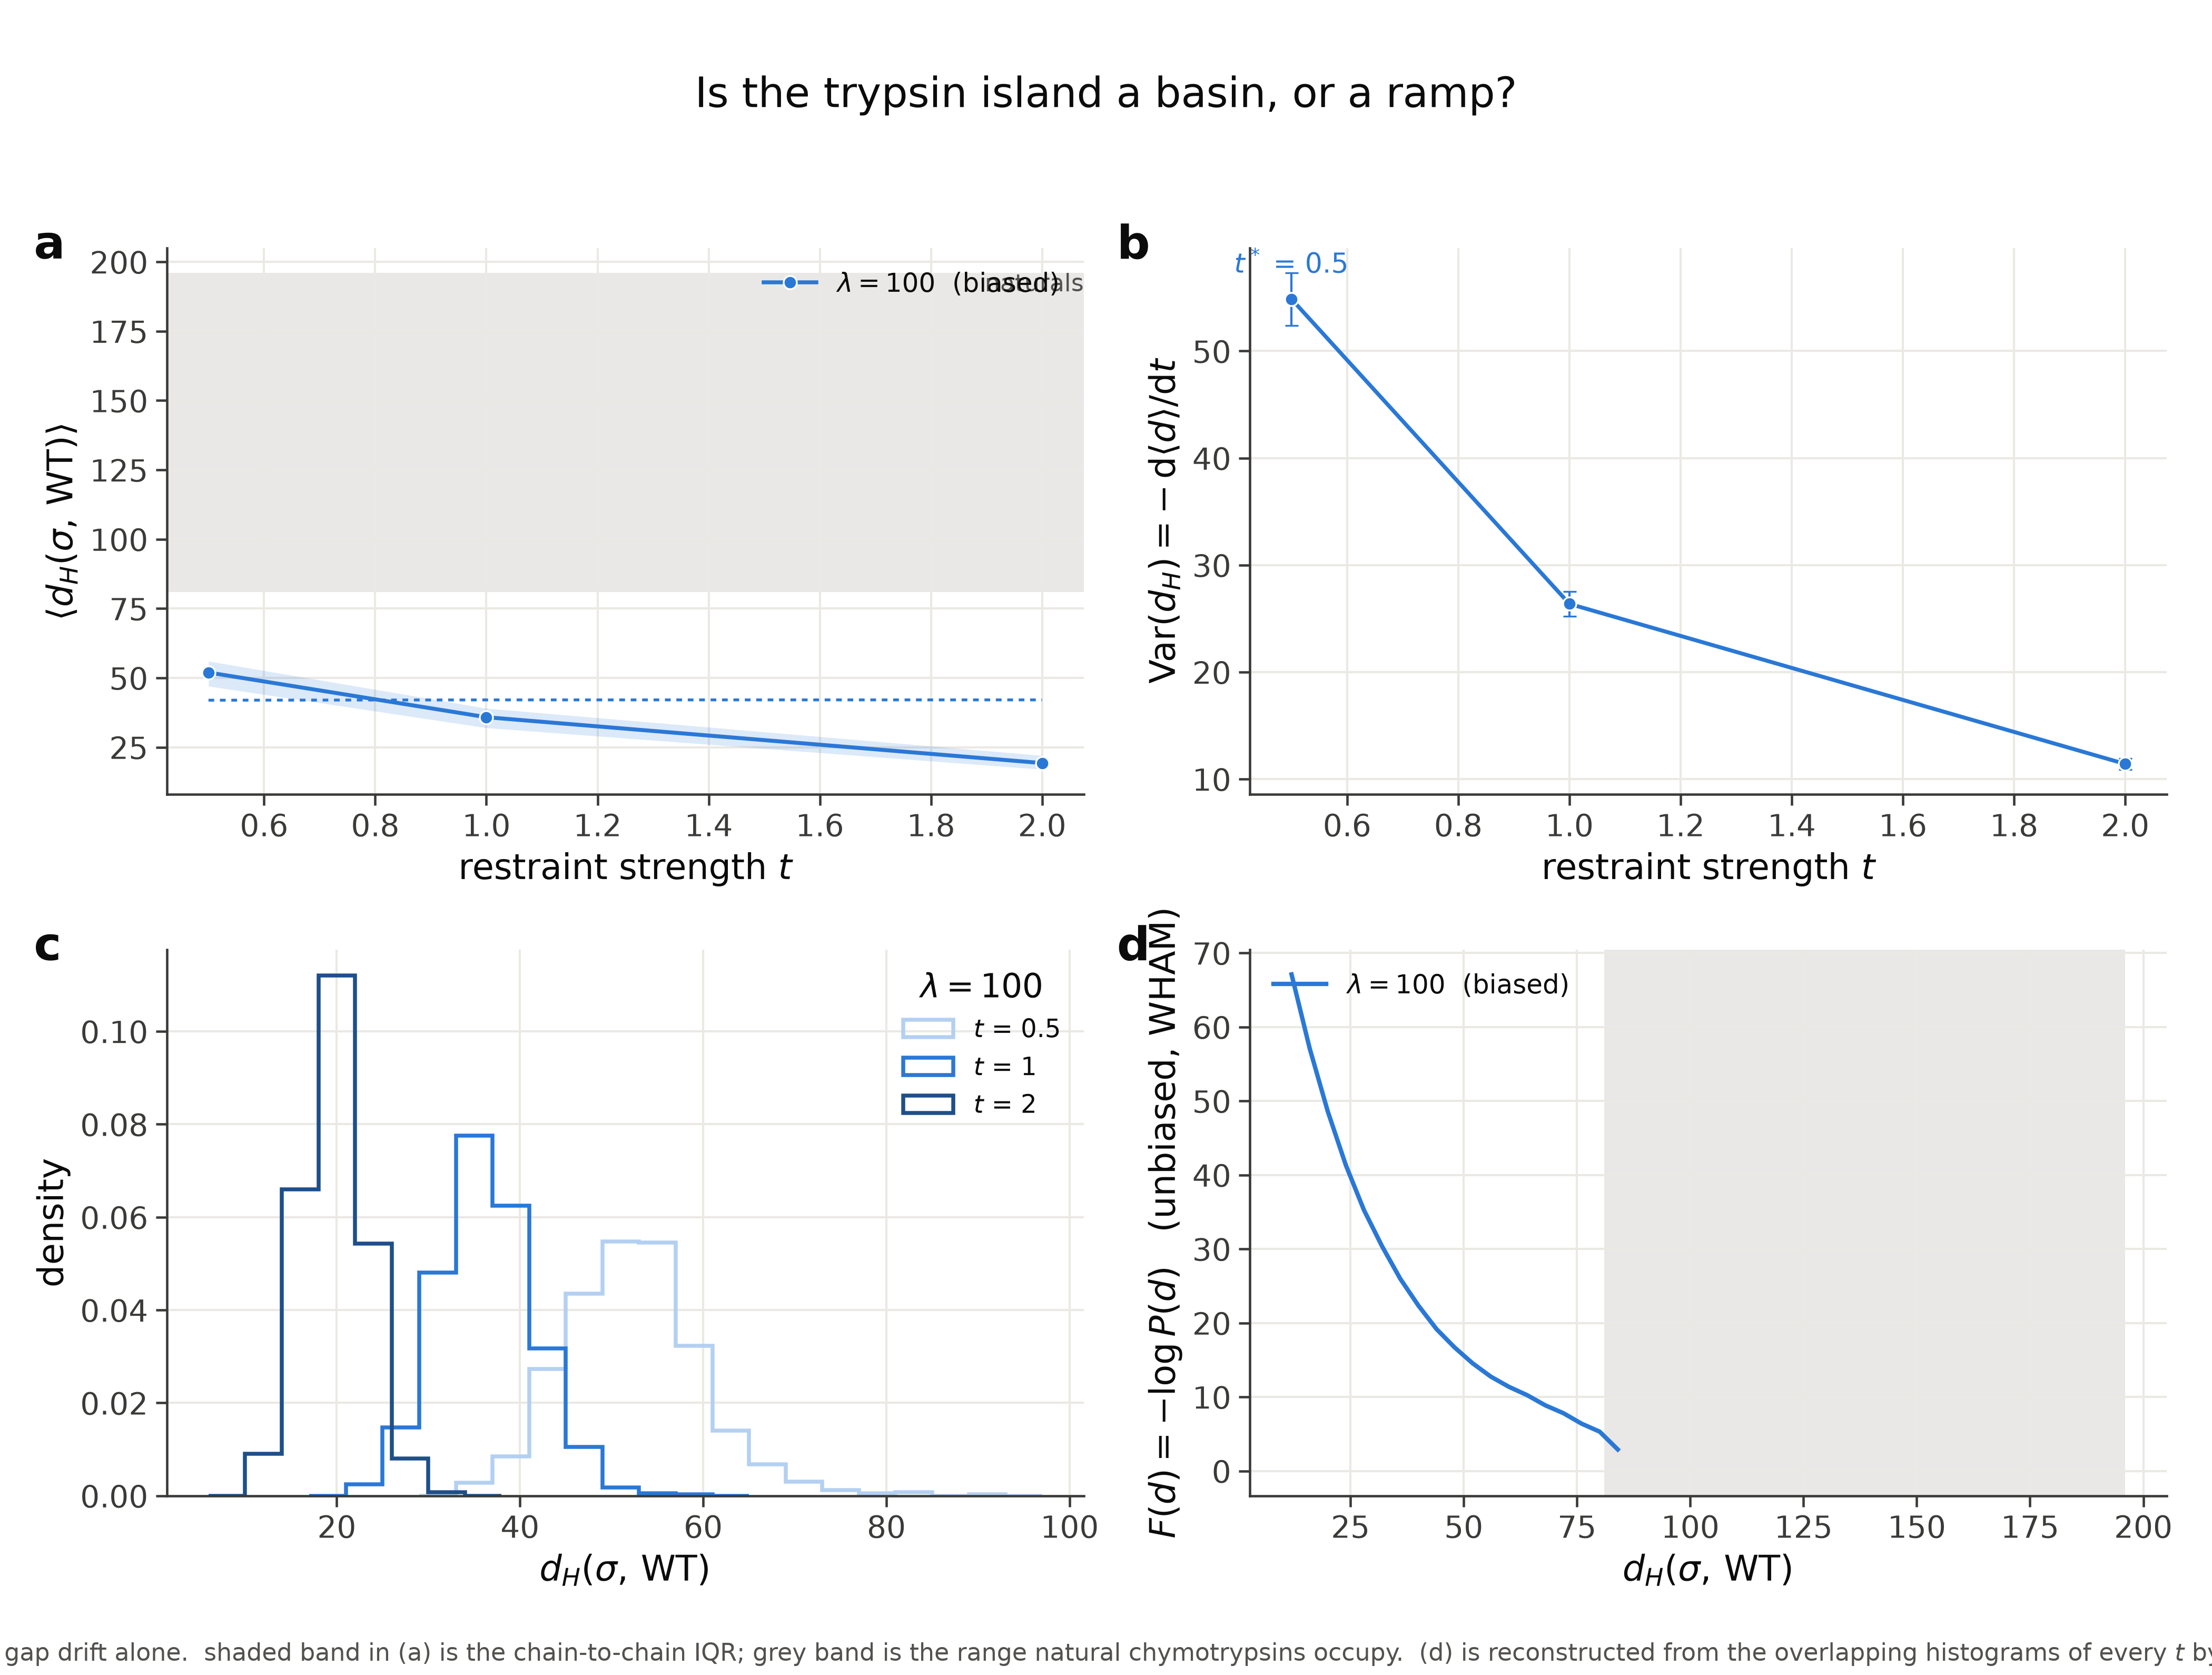 Is the trypsin island a basin, or a ramp?
a
200
175
150
125
100
75
50
25
⟨d_H(σ, WT)⟩
λ = 100 (biased)
naturals
0.6 0.8 1.0 1.2 1.4 1.6 1.8 2.0
restraint strength t
b
t* = 0.5
50
40
30
20
10
Var(d_H) = −d⟨d⟩/dt
0.6 0.8 1.0 1.2 1.4 1.6 1.8 2.0
restraint strength t
c
0.10
0.08
0.06
0.04
0.02
0.00
density
λ = 100
t = 0.5
t = 1
t = 2
20 40 60 80 100
d_H(σ, WT)
d
70
60
50
40
30
20
10
0
F(d) = −log P(d) (unbiased, WHAM)
λ = 100 (biased)
25 50 75 100 125 150 175 200
d_H(σ, WT)
gap drift alone. shaded band in (a) is the chain-to-chain IQR; grey band is the range natural chymotrypsins occupy. (d) is reconstructed from the overlapping histograms of every t